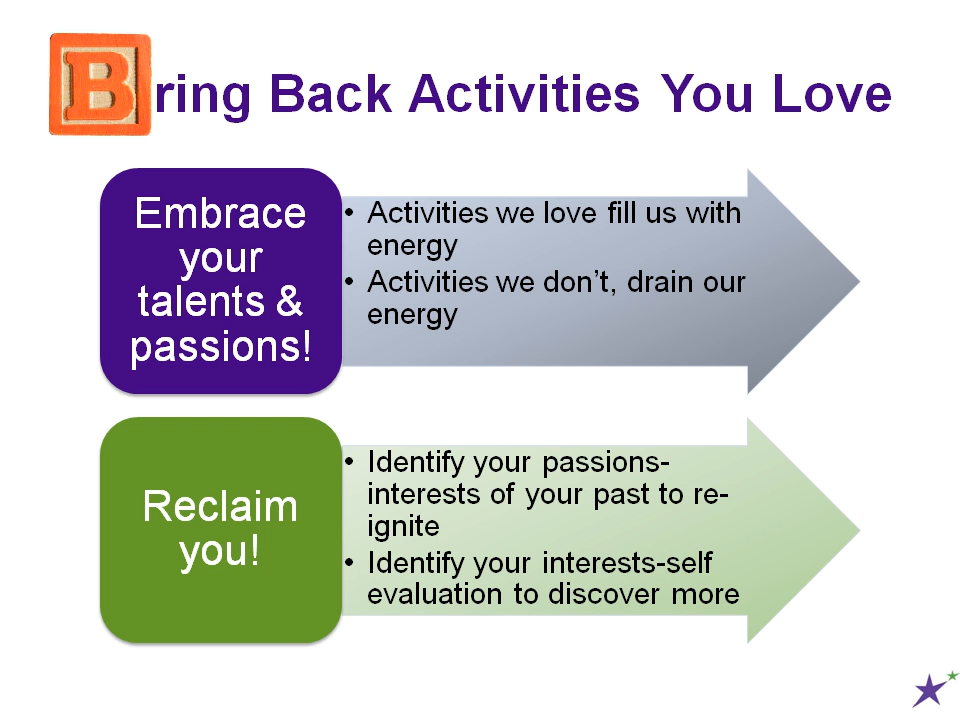 Bring Back Activities You Love
Embrace
your
talents &
passions!
• Activities we love fill us with
energy
• Activities we don’t, drain our
energy
Reclaim
you!
• Identify your passions-
interests of your past to re-
ignite
• Identify your interests-self
evaluation to discover more